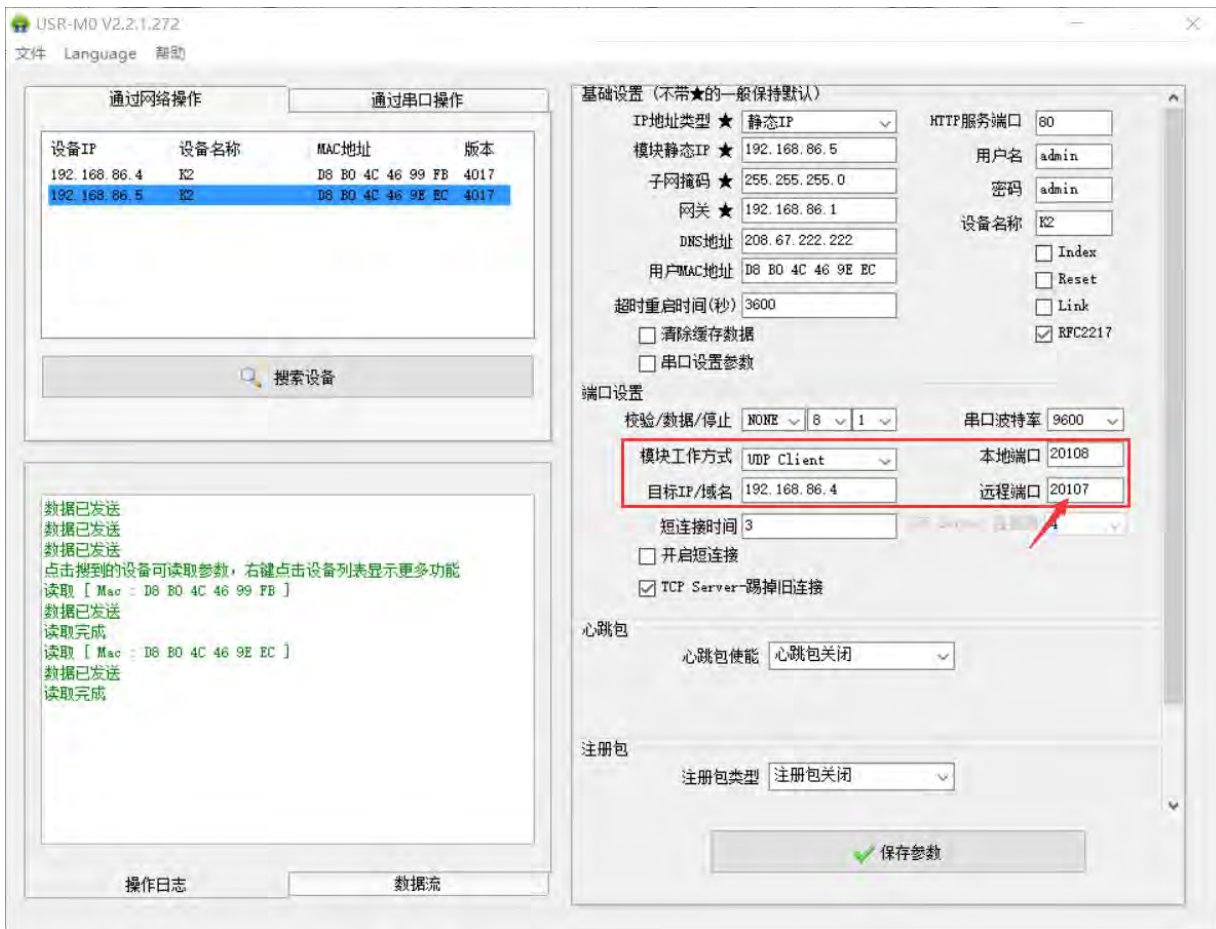 USR-M0 V2.2.1.272
文件 Language 帮助
通过网络操作 通过串口操作
设备IP 设备名称 MAC地址 版本
192.168.86.4 K2 D8 B0 4C 46 99 FB 4017
192.168.86.5 K2 D8 B0 4C 46 9E EC 4017
搜索设备
数据已发送
数据已发送
数据已发送
点击搜到的设备可读取参数，右键点击设备列表显示更多功能
读取 [ Mac : D8 B0 4C 46 99 FB ]
数据已发送
读取完成
读取 [ Mac : D8 B0 4C 46 9E EC ]
数据已发送
读取完成
操作日志 数据流
基础设置（不带★的一般保持默认）
IP地址类型 ★ 静态IP HTTP服务端口 80
模块静态IP ★ 192.168.86.5 用户名 admin
子网掩码 ★ 255.255.255.0 密码 admin
网关 ★ 192.168.86.1 设备名称 K2
DNS地址 208.67.222.222 Index
用户MAC地址 D8 B0 4C 46 9E EC Reset
超时重启时间(秒) 3600 Link
清除缓存数据 RFC2217
串口设置参数
端口设置
校验/数据/停止 NONE 8 1 串口波特率 9600
模块工作方式 UDP Client 本地端口 20108
目标IP/域名 192.168.86.4 远程端口 20107
短连接时间 3 4
开启短连接
TCP Server-踢掉旧连接
心跳包
心跳包使能 心跳包关闭
注册包
注册包类型 注册包关闭
保存参数